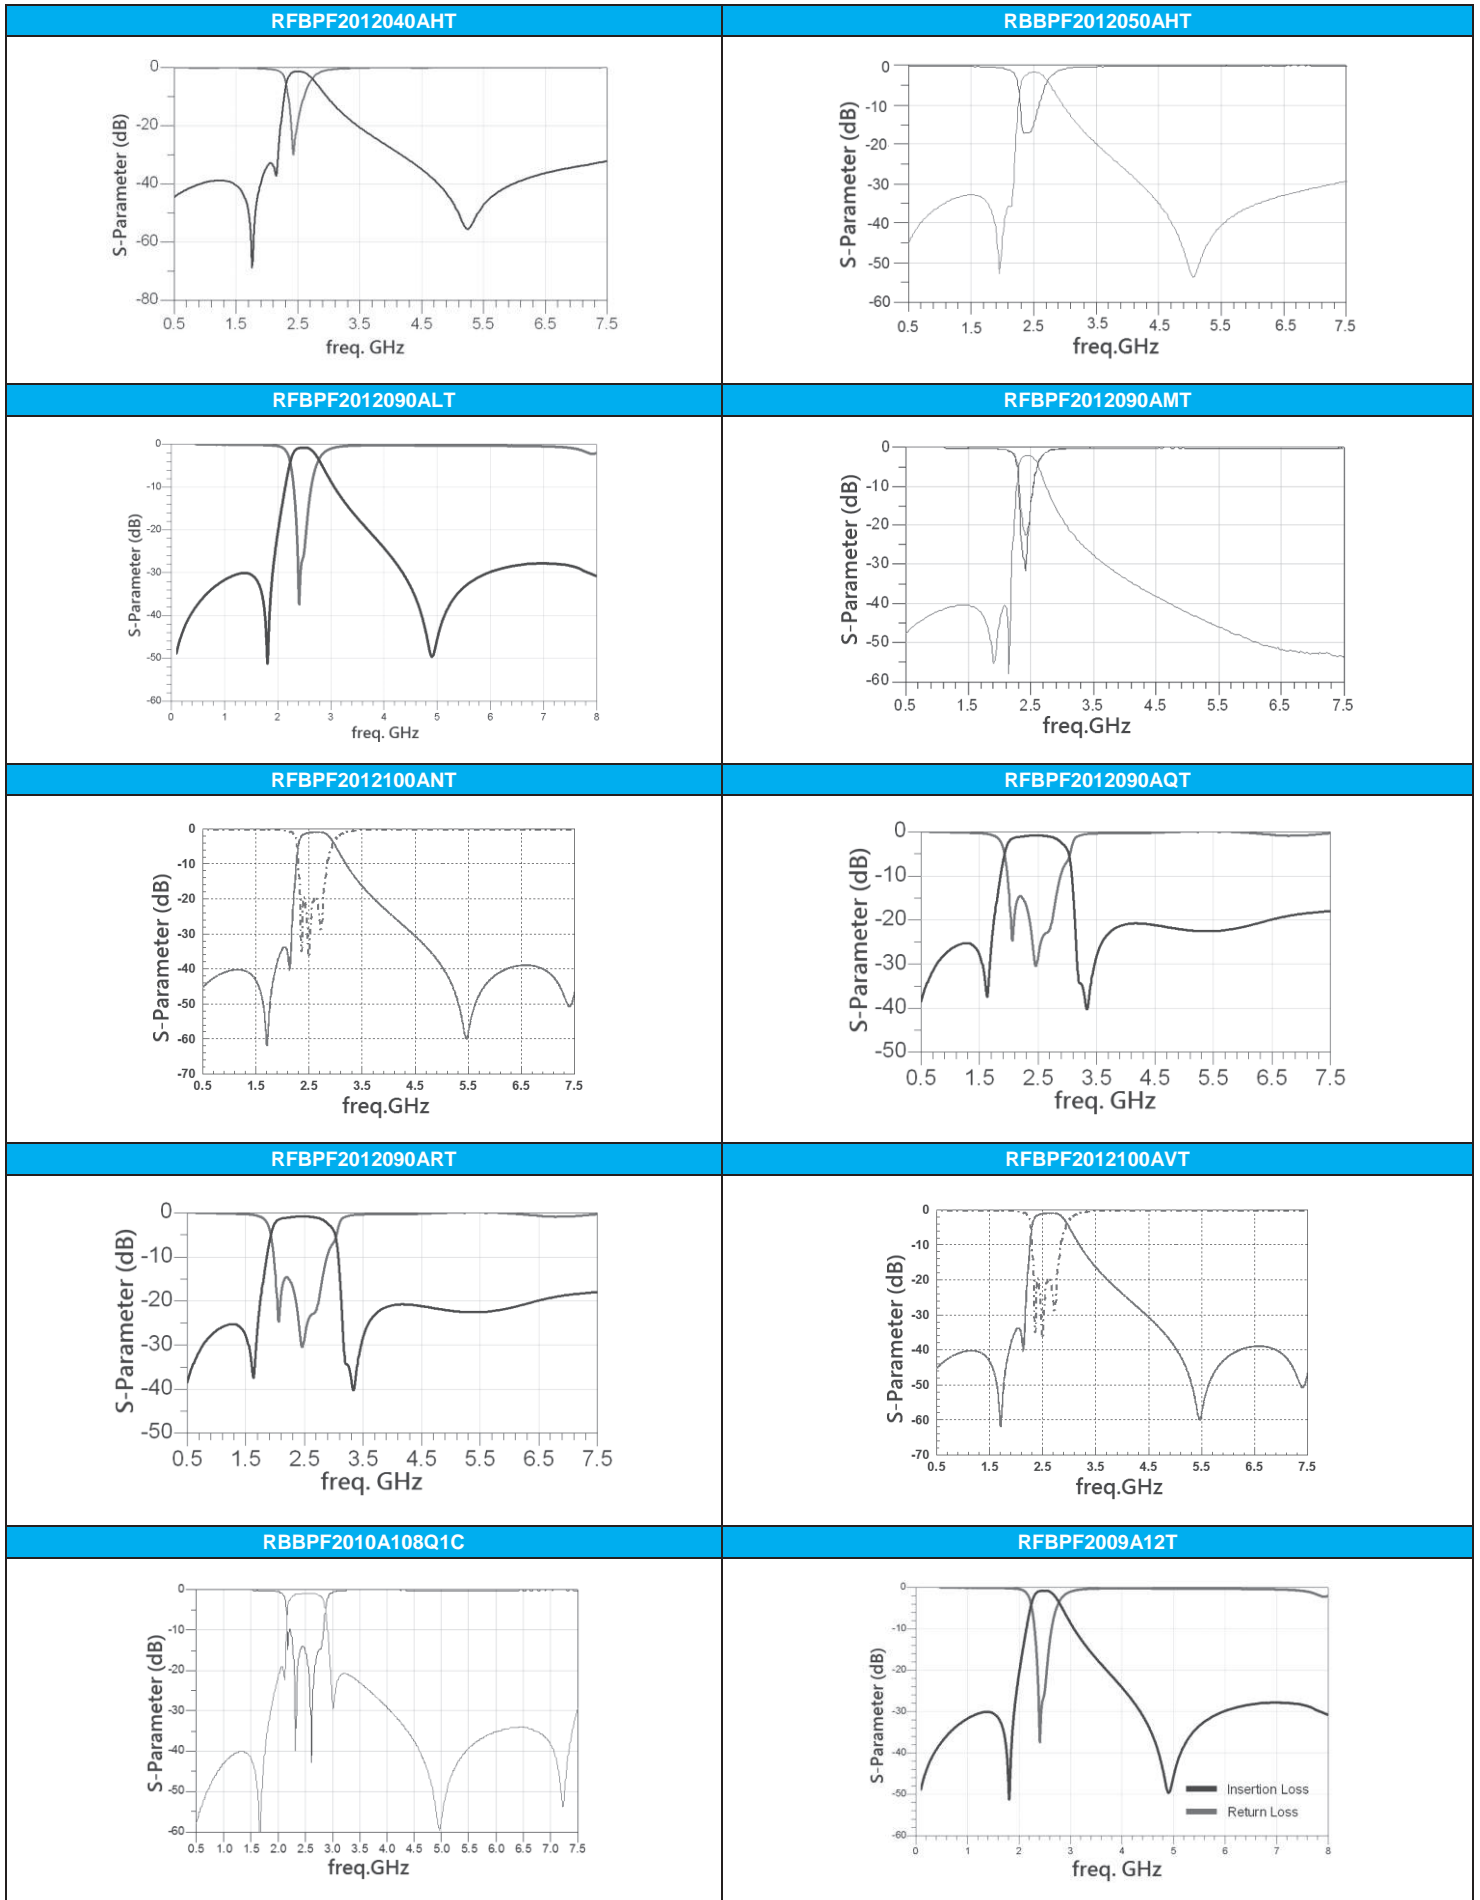 RFBPF2012040AHT
0
-20
-40
-60
-80
S-Parameter (dB)
0.5 1.5 2.5 3.5 4.5 5.5 6.5 7.5
freq. GHz
RBBPF2012050AHT
0
-10
-20
-30
-40
-50
-60
S-Parameter (dB)
0.5 1.5 2.5 3.5 4.5 5.5 6.5 7.5
freq.GHz
RFBPF2012090ALT
0
-10
-20
-30
-40
-50
-60
S-Parameter (dB)
0 1 2 3 4 5 6 7 8
freq. GHz
RFBPF2012090AMT
0
-10
-20
-30
-40
-50
-60
S-Parameter (dB)
0.5 1.5 2.5 3.5 4.5 5.5 6.5 7.5
freq.GHz
RFBPF2012100ANT
0
-10
-20
-30
-40
-50
-60
-70
S-Parameter (dB)
0.5 1.5 2.5 3.5 4.5 5.5 6.5 7.5
freq.GHz
RFBPF2012090AQT
0
-10
-20
-30
-40
-50
S-Parameter (dB)
0.5 1.5 2.5 3.5 4.5 5.5 6.5 7.5
freq. GHz
RFBPF2012090ART
0
-10
-20
-30
-40
-50
S-Parameter (dB)
0.5 1.5 2.5 3.5 4.5 5.5 6.5 7.5
freq. GHz
RFBPF2012100AVT
0
-10
-20
-30
-40
-50
-60
-70
S-Parameter (dB)
0.5 1.5 2.5 3.5 4.5 5.5 6.5 7.5
freq.GHz
RBBPF2010A108Q1C
0
-10
-20
-30
-40
-50
-60
S-Parameter (dB)
0.5 1.0 1.5 2.0 2.5 3.0 3.5 4.0 4.5 5.0 5.5 6.0 6.5 7.0 7.5
freq.GHz
RFBPF2009A12T
0
-10
-20
-30
-40
-50
-60
S-Parameter (dB)
Insertion Loss
Return Loss
0 1 2 3 4 5 6 7 8
freq. GHz